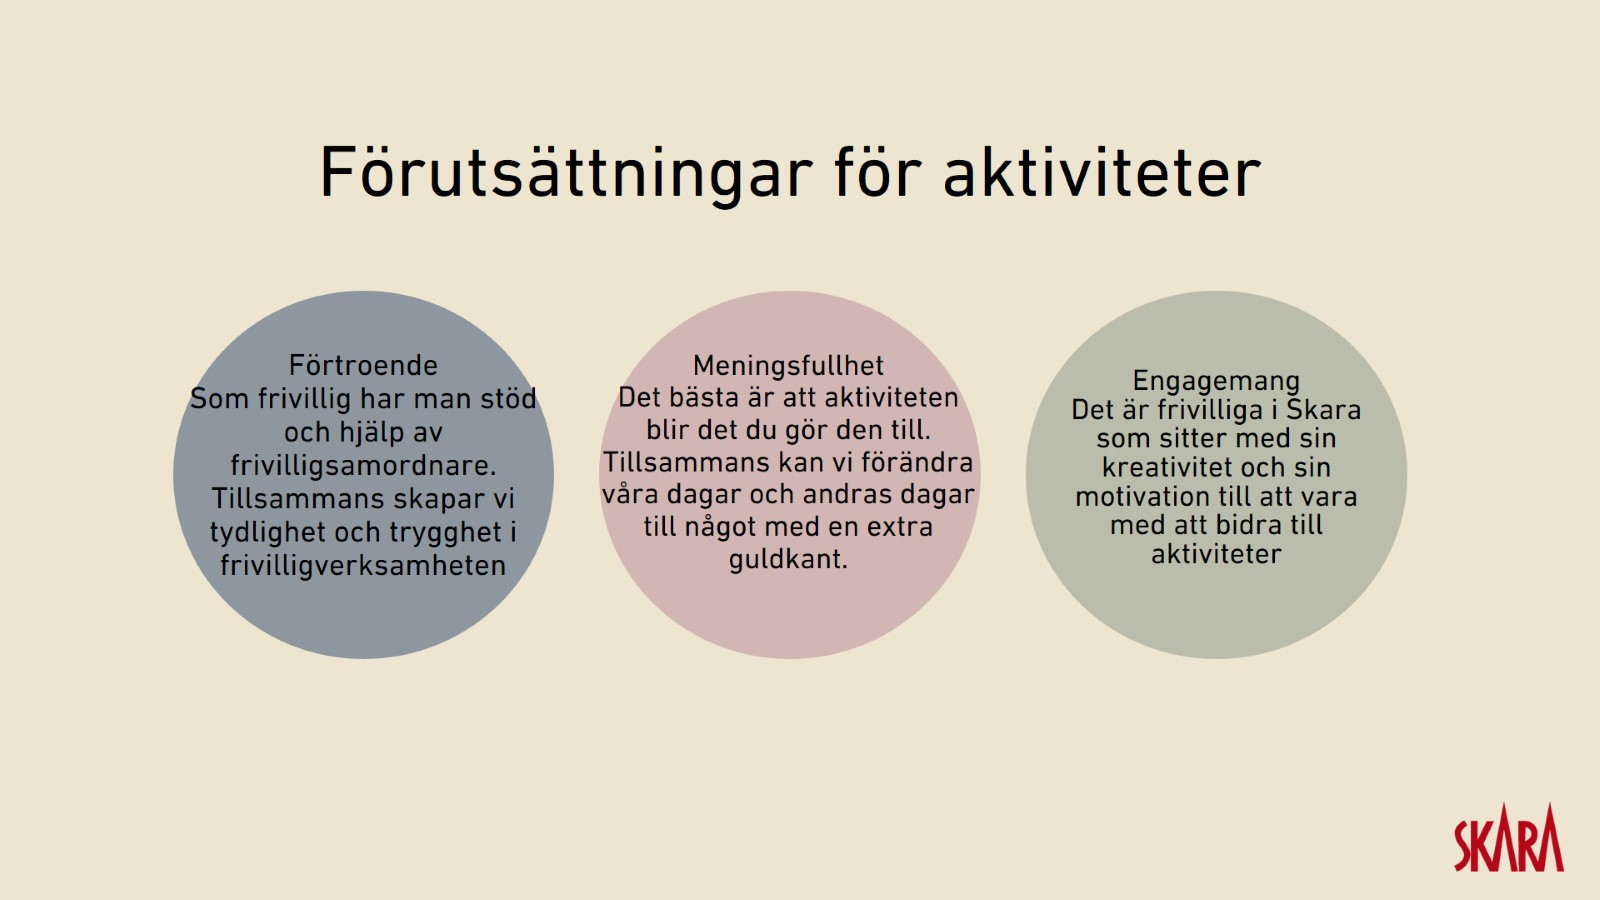 Förutsättningar för aktiviteter
Förtroende
Som frivillig har man stöd
och hjälp av
frivilligsamordnare.
Tillsammans skapar vi
tydlighet och trygghet i
frivilligverksamheten
Meningsfullhet
Det bästa är att aktiviteten
blir det du gör den till.
Tillsammans kan vi förändra
våra dagar och andras dagar
till något med en extra
guldkant.
Engagemang
Det är frivilliga i Skara
som sitter med sin
kreativitet och sin
motivation till att vara
med att bidra till
aktiviteter
SKARA